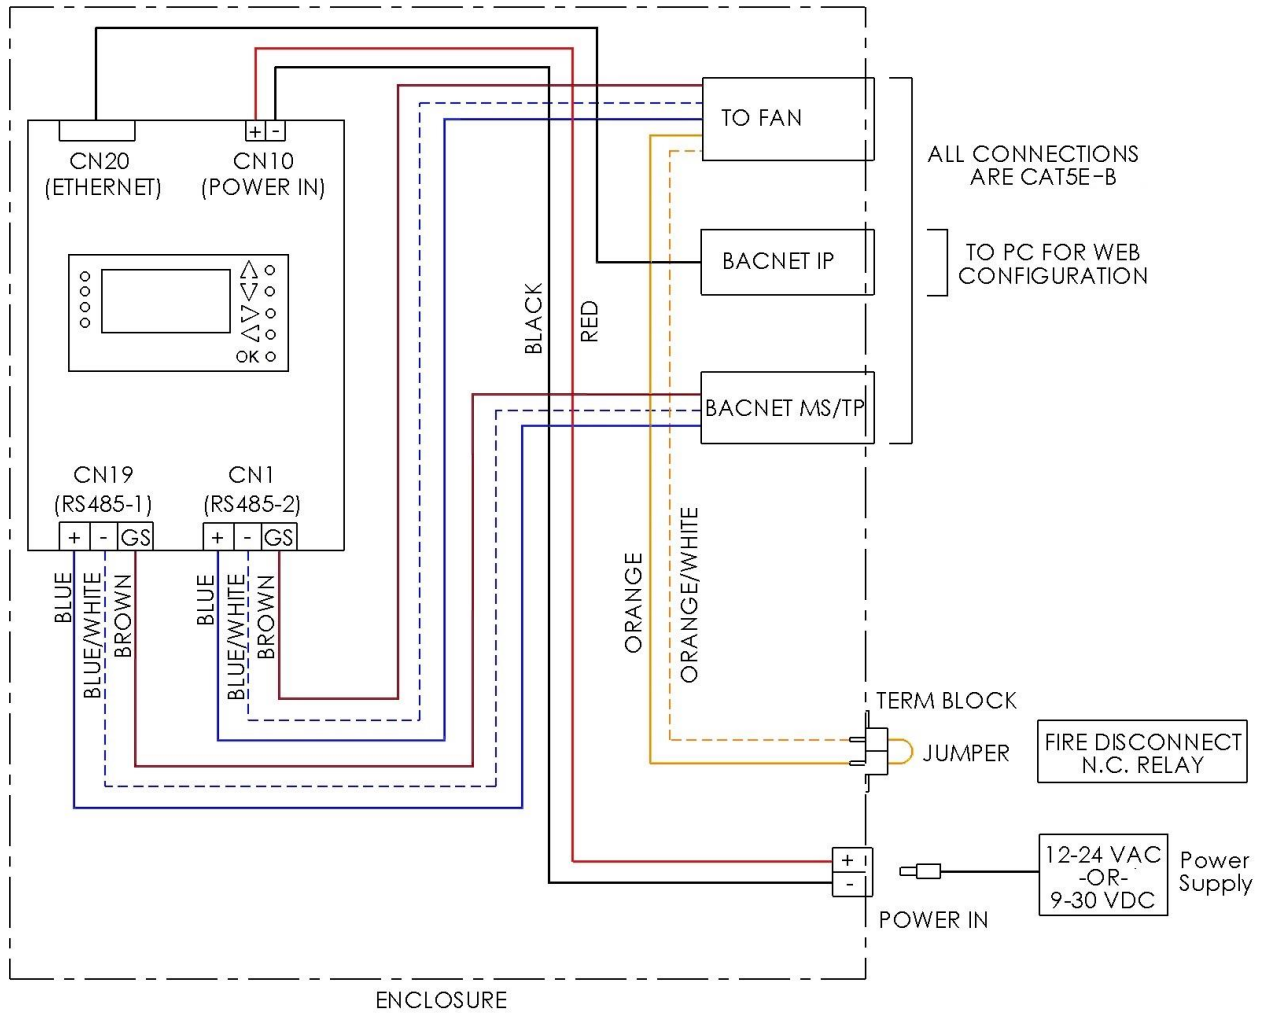 CN20
(ETHERNET)
+ -
CN10
(POWER IN)
TO FAN
ALL CONNECTIONS
ARE CAT5E-B
BACNET IP
TO PC FOR WEB
CONFIGURATION
OK
BLACK
RED
BACNET MS/TP
CN19
(RS485-1)
+ - GS
CN1
(RS485-2)
+ - GS
BLUE
BLUE/WHITE
BROWN
BLUE
BLUE/WHITE
BROWN
ORANGE
ORANGE/WHITE
TERM BLOCK
JUMPER
FIRE DISCONNECT
N.C. RELAY
+
-
POWER IN
12-24 VAC
-OR-
9-30 VDC
Power
Supply
ENCLOSURE